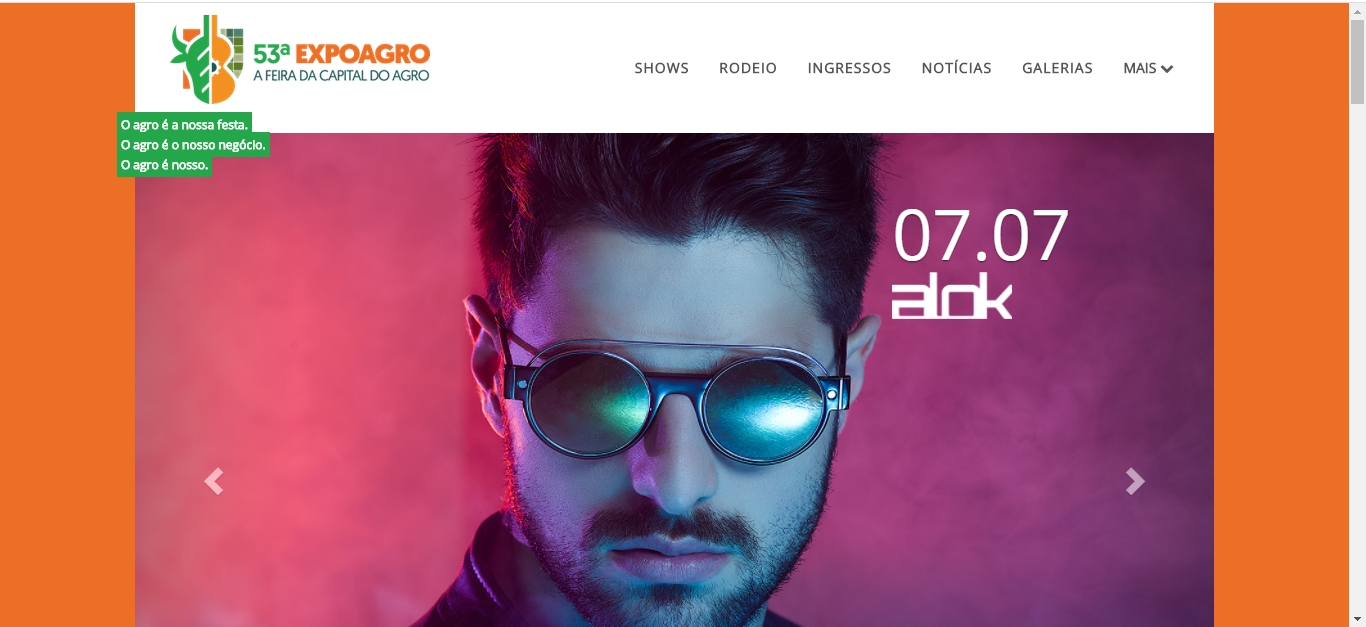 53ª EXPOAGRO
A FEIRA DA CAPITAL DO AGRO
SHOWS
RODEIO
INGRESSOS
NOTÍCIAS
GALERIAS
MAIS
O agro é a nossa festa.
O agro é o nosso negócio.
O agro é nosso.
07.07
alok